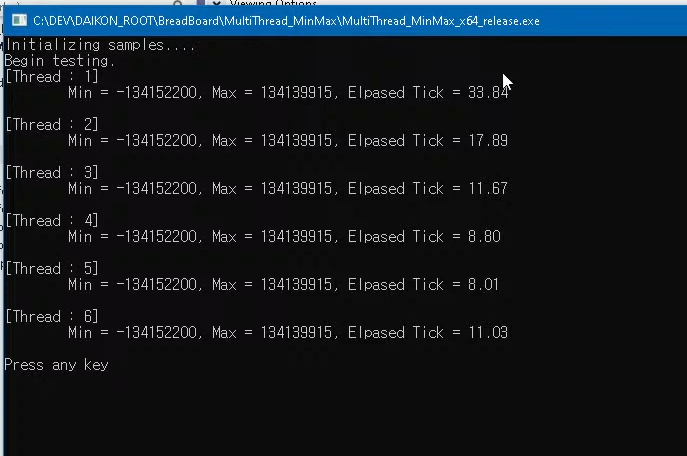 Viewing Options
C:\DEV\DAIKON_ROOT\BreadBoard\MultiThread_MinMax\MultiThread_MinMax_x64_release.exe
Initializing samples....
Begin testing.
[Thread : 1]
Min = -134152200, Max = 134139915, Elpased Tick = 33.84
[Thread : 2]
Min = -134152200, Max = 134139915, Elpased Tick = 17.89
[Thread : 3]
Min = -134152200, Max = 134139915, Elpased Tick = 11.67
[Thread : 4]
Min = -134152200, Max = 134139915, Elpased Tick = 8.80
[Thread : 5]
Min = -134152200, Max = 134139915, Elpased Tick = 8.01
[Thread : 6]
Min = -134152200, Max = 134139915, Elpased Tick = 11.03
Press any key